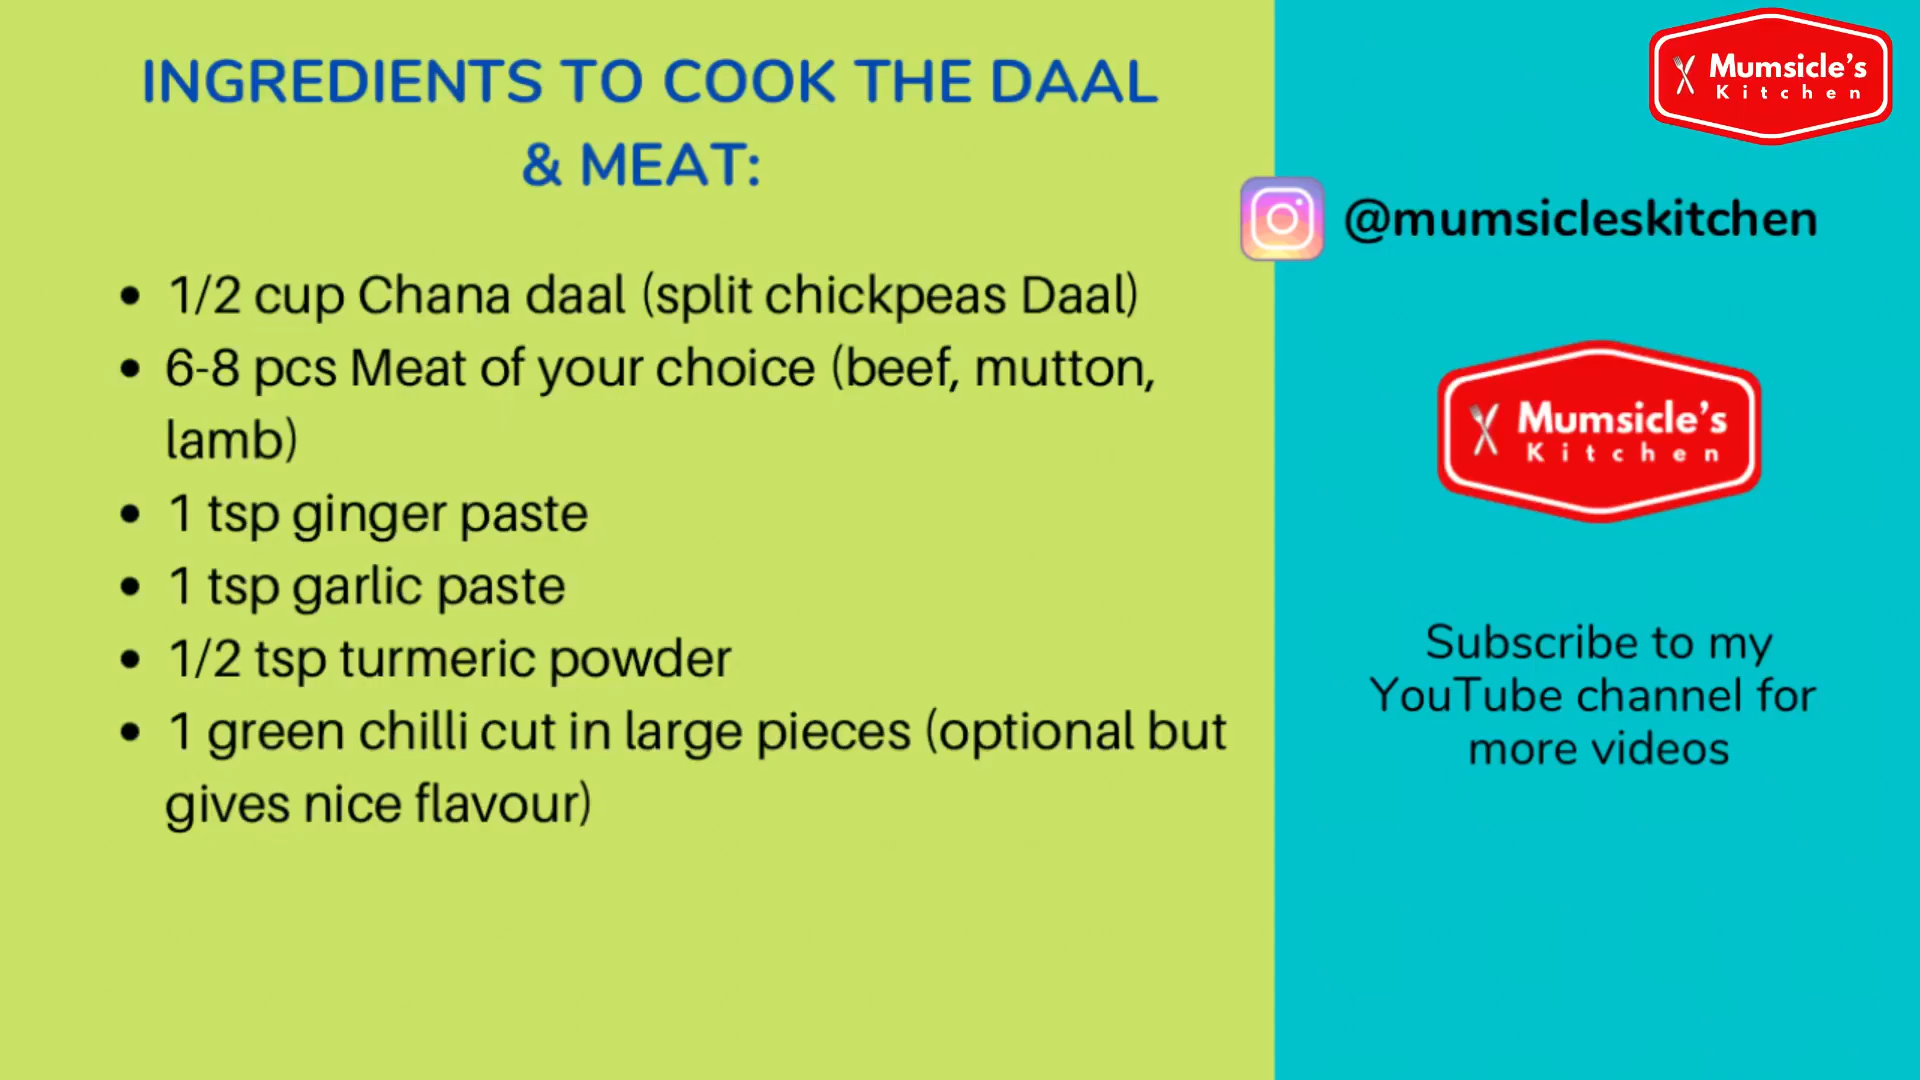 INGREDIENTS TO COOK THE DAAL
& MEAT:
• 1/2 cup Chana daal (split chickpeas Daal)
• 6-8 pcs Meat of your choice (beef, mutton,
lamb)
• 1 tsp ginger paste
• 1 tsp garlic paste
• 1/2 tsp turmeric powder
• 1 green chilli cut in large pieces (optional but
gives nice flavour)
Mumsicle's
Kitchen
@mumsicleskitchen
Mumsicle's
Kitchen
Subscribe to my
YouTube channel for
more videos